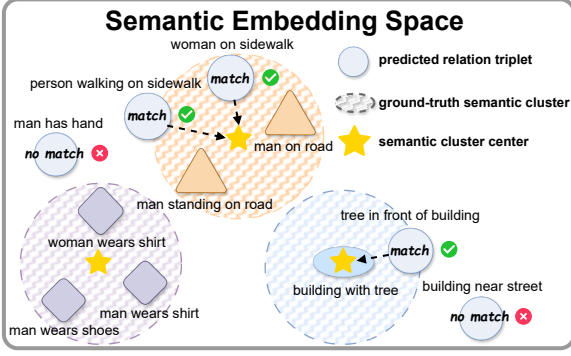 Semantic Embedding Space
woman on sidewalk
match
predicted relation triplet
person walking on sidewalk
match
ground-truth semantic cluster
man has hand
no match
man on road
semantic cluster center
man standing on road
woman wears shirt
man wears shirt
man wears shoes
tree in front of building
match
building with tree
building near street
no match